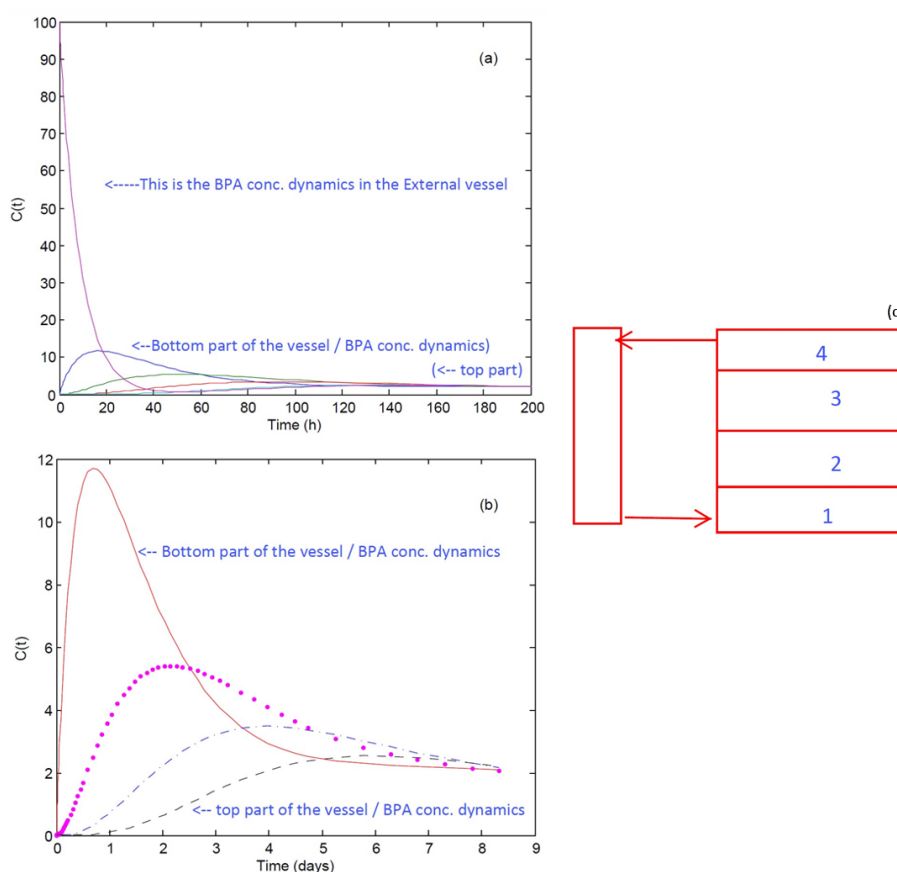 100
(a)
90
80
70
60
<-----This is the BPA conc. dynamics in the External vessel
50
C(t)
40
30
20
<--Bottom part of the vessel / BPA conc. dynamics)
10
(<-- top part)
0
0 20 40 60 80 100 120 140 160 180 200
Time (h)
12
(b)
<-- Bottom part of the vessel / BPA conc. dynamics
10
8
C(t)
6
4
2
<-- top part of the vessel / BPA conc. dynamics
0
0 1 2 3 4 5 6 7 8 9
Time (days)
4
3
2
1